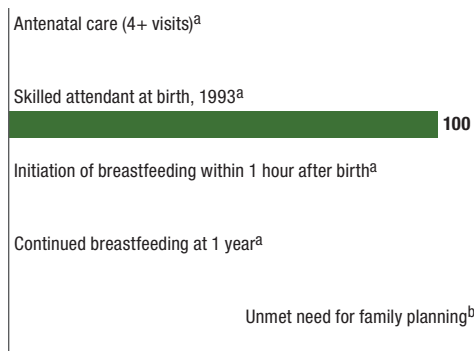 Antenatal care (4+ visits)a
Skilled attendant at birth, 1993a
100
Initiation of breastfeeding within 1 hour after birtha
Continued breastfeeding at 1 yeara
Unmet need for family planningb